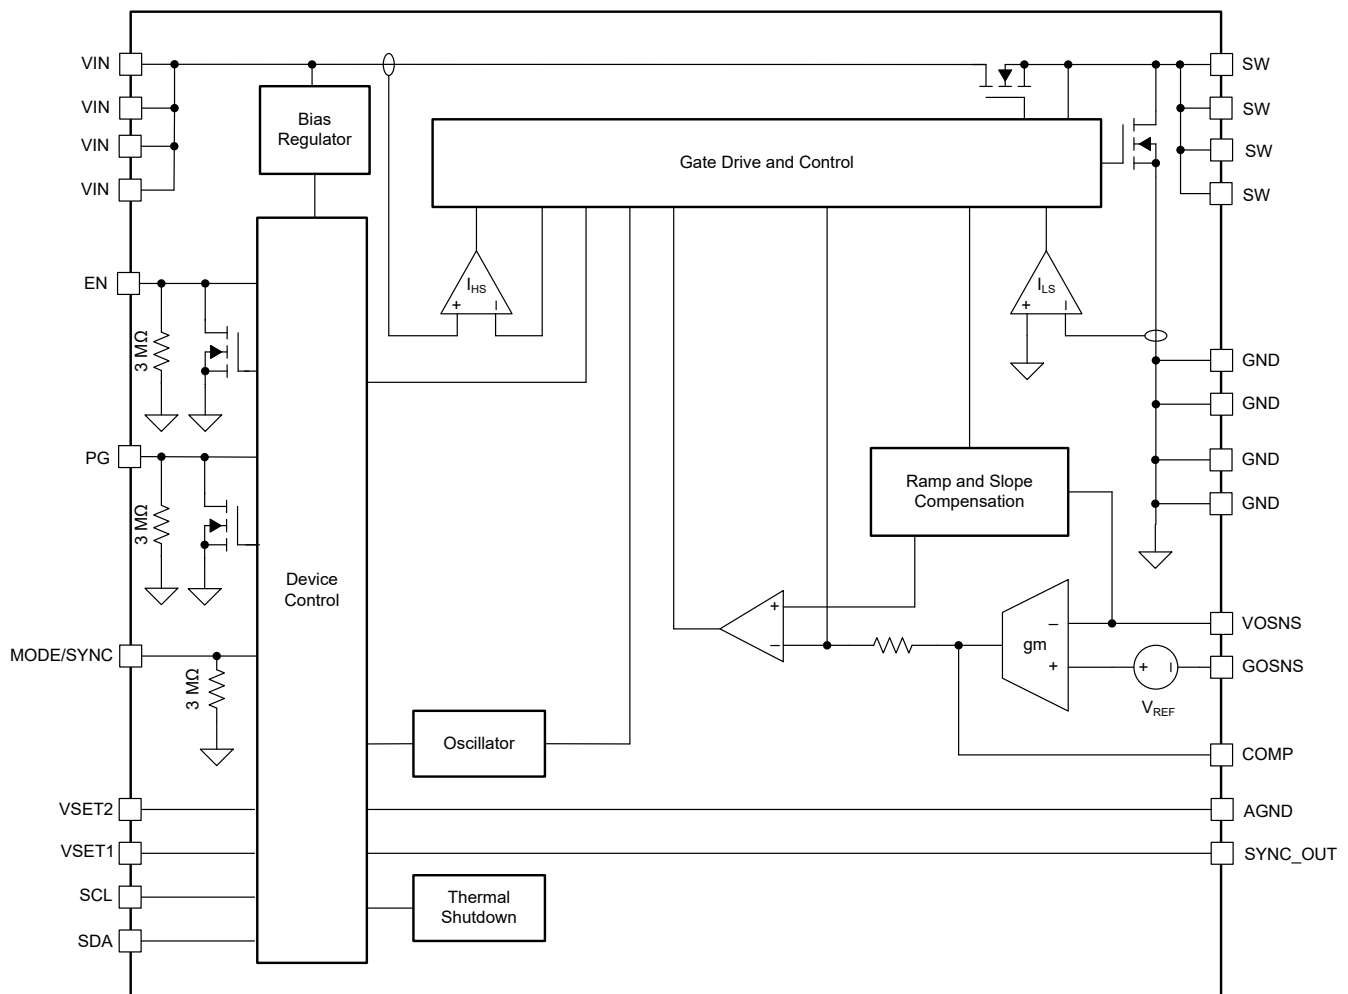 VIN
SW
VIN
SW
Bias
Regulator
VIN
SW
Gate Drive and Control
VIN
SW
EN
IHS
+
–
ILS
+
–
3 MΩ
GND
GND
PG
GND
3 MΩ
Ramp and Slope
Compensation
GND
Device
Control
+
–
VOSNS
–
gm
+
+
–
GOSNS
VREF
MODE/SYNC
3 MΩ
Oscillator
COMP
VSET2
AGND
VSET1
SYNC_OUT
SCL
Thermal
Shutdown
SDA